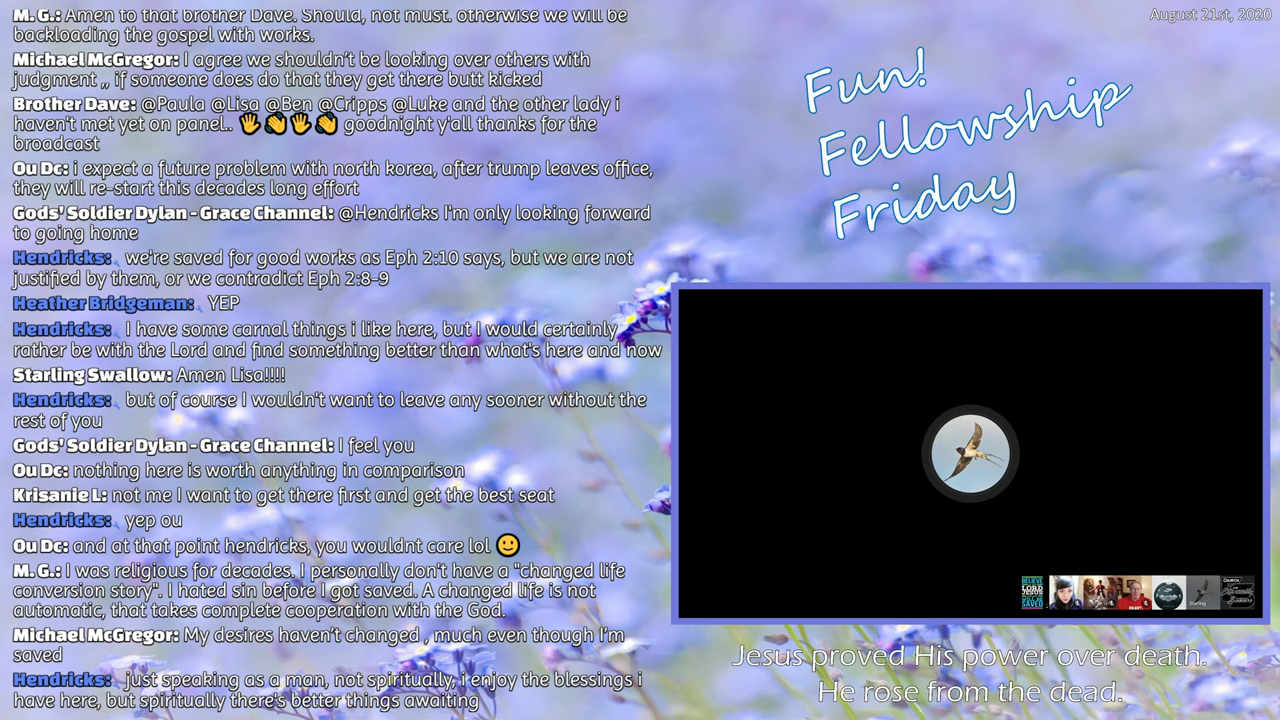 M. G.: Amen to that brother Dave. Should, not must. otherwise we will be
backloading the gospel with works.
Michael McGregor: I agree we shouldn't be looking over others with
judgment ,, if someone does do that they get there butt kicked
Brother Dave: @Paula @Lisa @Ben @Cripps @Luke and the other lady i
haven't met yet on panel.. 🖐👏🖐👏 goodnight y'all thanks for the
broadcast
Ou Dc: i expect a future problem with north korea, after trump leaves office,
they will re-start this decades long effort
Gods' Soldier Dylan - Grace Channel: @Hendricks I'm only looking forward
to going home
Hendricks: we're saved for good works as Eph 2:10 says, but we are not
justified by them, or we contradict Eph 2:8-9
Heather Bridgeman: YEP
Hendricks: I have some carnal things i like here, but I would certainly
rather be with the Lord and find something better than what's here and now
Starling Swallow: Amen Lisa!!!!
Hendricks: but of course I wouldn't want to leave any sooner without the
rest of you
Gods' Soldier Dylan - Grace Channel: I feel you
Ou Dc: nothing here is worth anything in comparison
Krisanie L: not me I want to get there first and get the best seat
Hendricks: yep ou
Ou Dc: and at that point hendricks, you wouldnt care lol 🙂
M. G.: I was religious for decades. I personally don't have a "changed life
conversion story". I hated sin before I got saved. A changed life is not
automatic, that takes complete cooperation with the God.
Michael McGregor: My desires haven't changed , much even though I'm
saved
Hendricks: just speaking as a man, not spiritually, i enjoy the blessings i
have here, but spiritually there's better things awaiting
August 21st, 2020
Fun!
Fellowship
Friday
BELIEVE
LORD
SAVED
Starling
Jesus proved His power over death.
He rose from the dead.